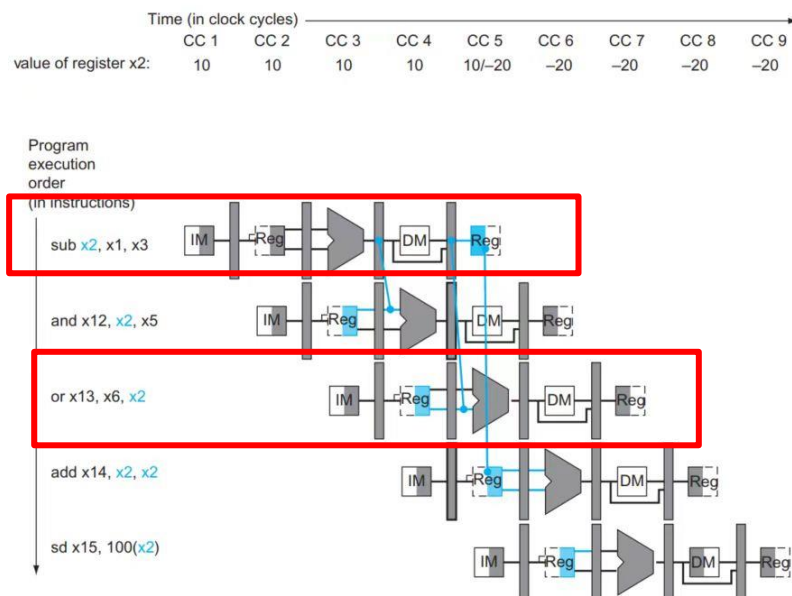 Time (in clock cycles)
CC 1 CC 2 CC 3 CC 4 CC 5 CC 6 CC 7 CC 8 CC 9
value of register x2: 10 10 10 10 10/–20 –20 –20 –20 –20
Program
execution
order
(in instructions)
sub x2, x1, x3
IM Reg DM Reg
and x12, x2, x5
IM Reg DM Reg
or x13, x6, x2
IM Reg DM Reg
add x14, x2, x2
IM Reg DM Reg
sd x15, 100(x2)
IM Reg DM Reg